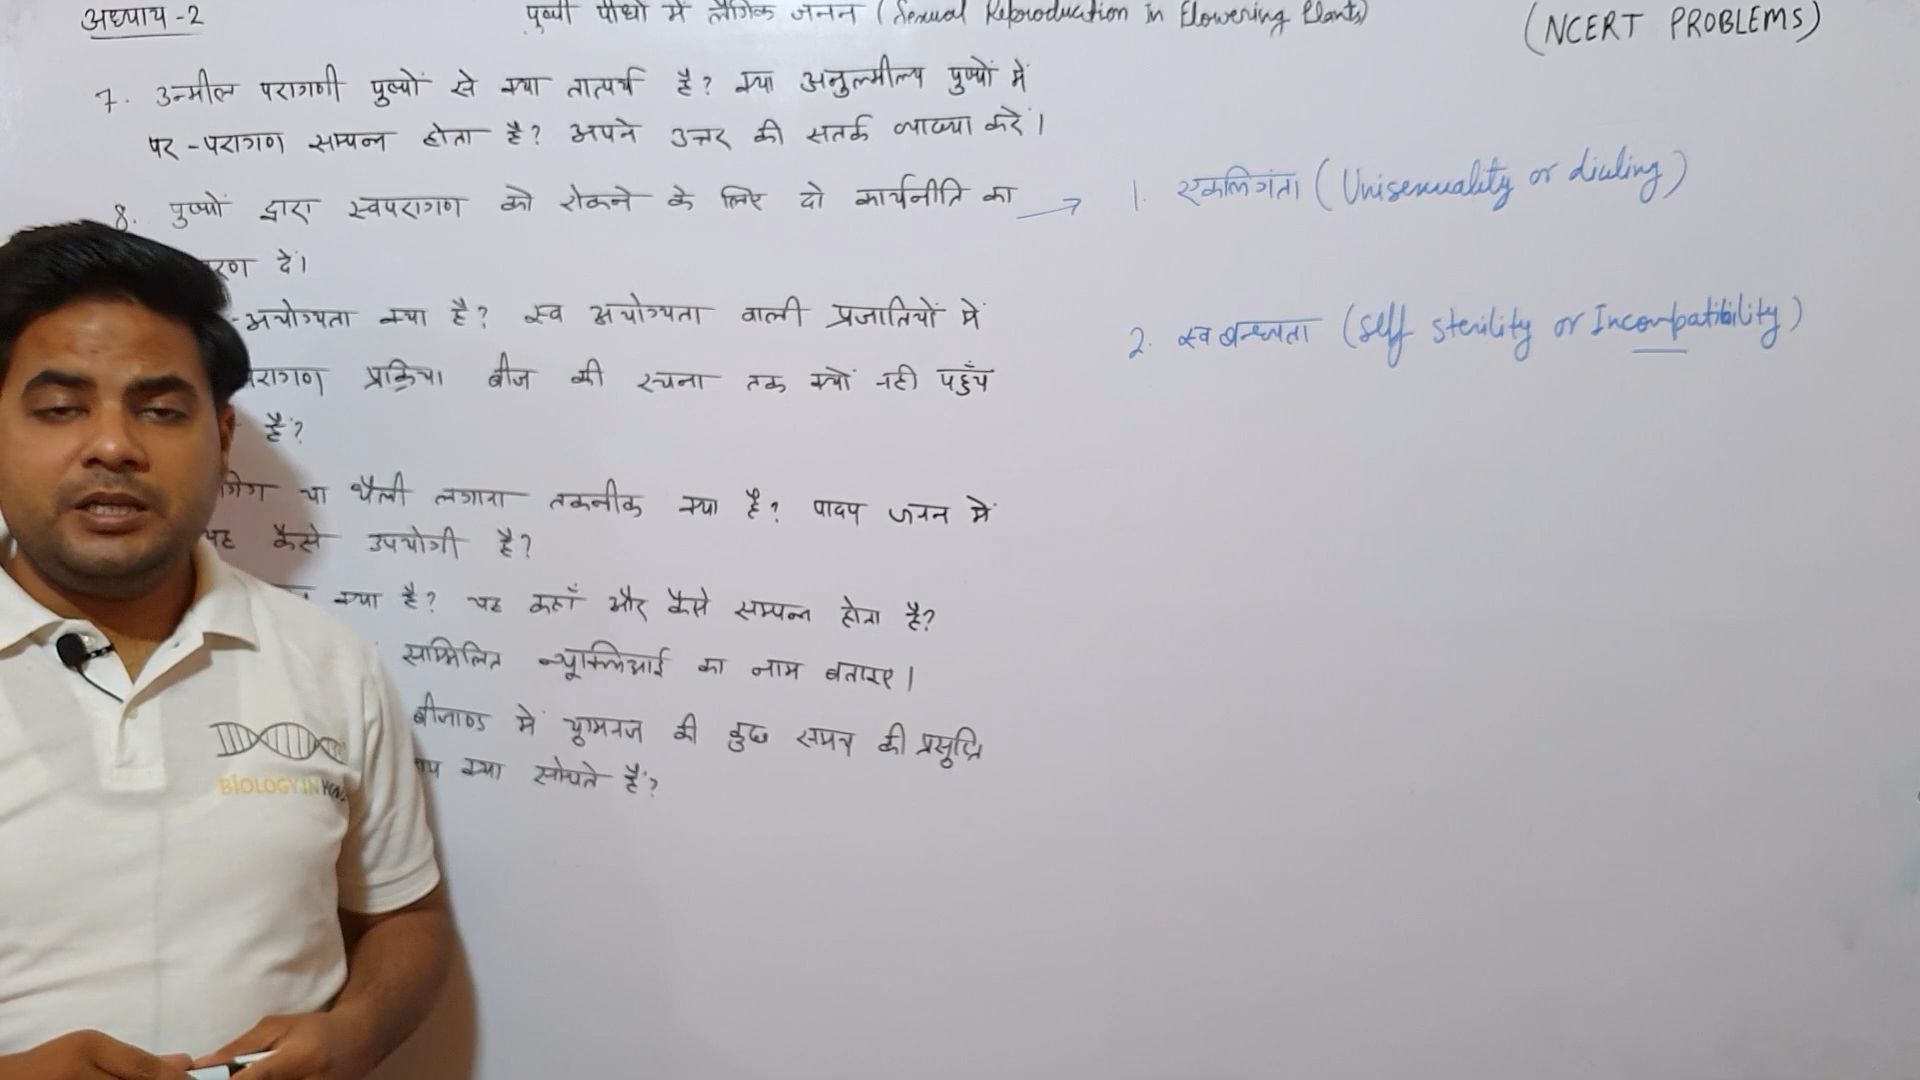 अध्याय-2
पुष्पी पौधों में लैंगिक जनन (Sexual Reproduction In Flowering Plants)
(NCERT PROBLEMS)
7. उन्मील परागणी पुष्पों से क्या तात्पर्य है? क्या अनुन्मील्य पुष्पों में
पर-परागण सम्पन्न होता है? अपने उत्तर की सतर्क व्याख्या करें।
8. पुष्पों द्वारा स्वपरागण को रोकने के लिए दो कार्यनीति का
रण दें।
-अयोग्यता क्या है? स्व अयोग्यता वाली प्रजातियों में
परागण प्रक्रिया बीज की रचना तक क्यों नही पहुँच
है?
गिग या थैली लगाना तकनीक क्या है? पादप जनन में
यह कैसे उपयोगी है?
क्या है? यह कहाँ और कैसे सम्पन्न होता है?
सम्मिलित न्यूक्लिआई का नाम बताएं।
बीजाण्ड में युग्मनज की कुछ समय की प्रसुप्ति
क्या सोचते हैं?
1. एकलिंगता (Unisexuality or dicliny)
2. स्व बन्ध्यता (Self sterility or Incompatibility)
BIOLOGY IN